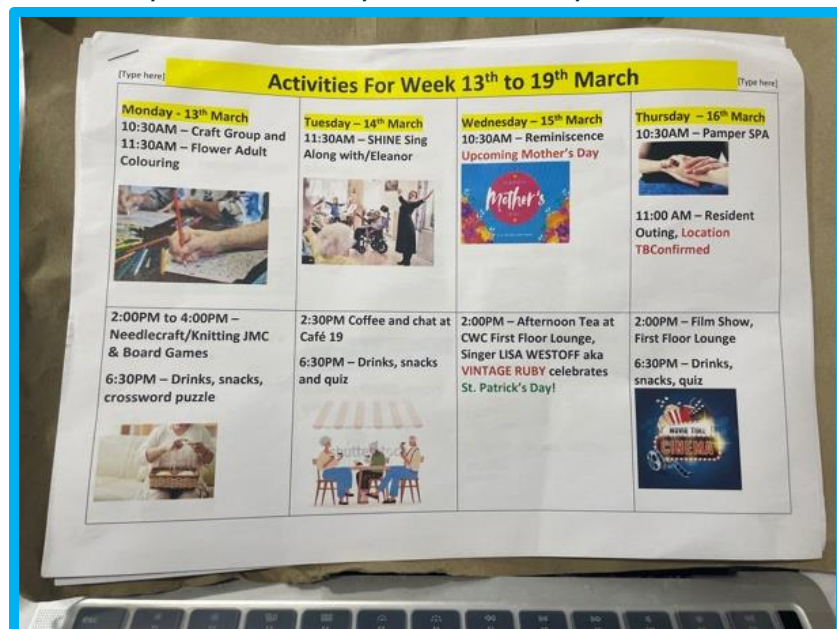 [Type here]
Activities For Week 13th to 19th March
[Type here]
Monday - 13th March
10:30AM – Craft Group and
11:30AM – Flower Adult
Colouring
Tuesday – 14th March
11:30AM – SHINE Sing
Along with/Eleanor
Wednesday – 15th March
10:30AM – Reminiscence
Upcoming Mother's Day
Mother's
Thursday – 16th March
10:30AM – Pamper SPA
11:00 AM – Resident
Outing, Location
TBConfirmed
2:00PM to 4:00PM –
Needlecraft/Knitting JMC
& Board Games
6:30PM – Drinks, snacks,
crossword puzzle
2:30PM Coffee and chat at
Café 19
6:30PM – Drinks, snacks
and quiz
2:00PM – Afternoon Tea at
CWC First Floor Lounge,
Singer LISA WESTOFF aka
VINTAGE RUBY celebrates
St. Patrick's Day!
2:00PM – Film Show,
First Floor Lounge
6:30PM – Drinks,
snacks, quiz
MOVIE TIME
CINEMA
esc